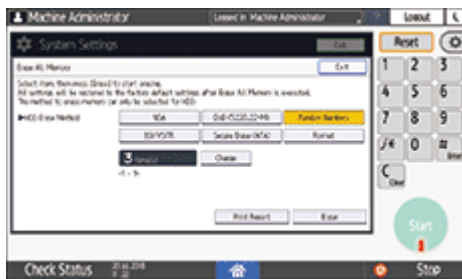 Machine Administrator
Logged in: Machine Administrator
Logout
System Settings
Exit
Reset
Erase All Memory
Exit
Select item, then press [Erase] to start erasing.
All settings will be restored to the factory default settings after Erase All Memory is executed.
The method to erase memory can only be selected for HDD.
►HDD Erase Method
NSA
DoD (5220.22-M)
Random Numbers
BSI/VSITR
Secure Erase (ATA)
Format
3
Change
Print Report
Erase
1 2 3
4 5 6
7 8 9
0 #
C
Clear
Start
Check Status
Stop